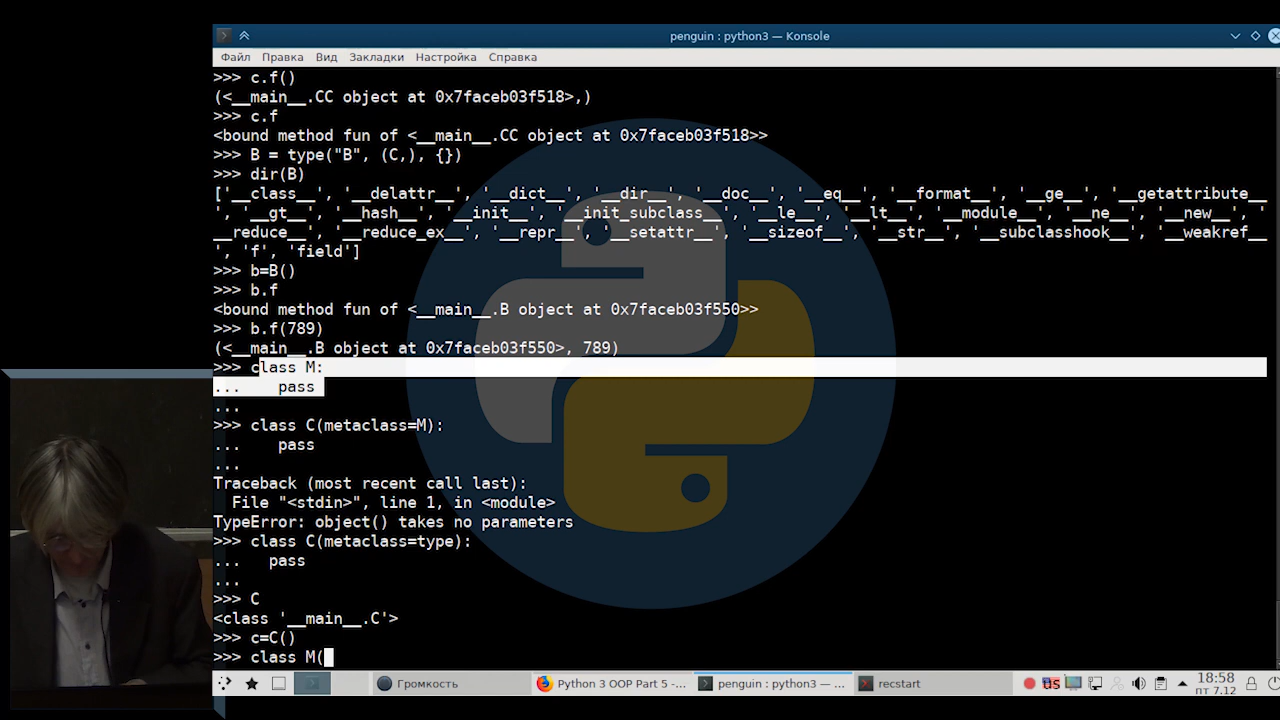 penguin : python3 — Konsole
Файл Правка Вид Закладки Настройка Справка
>>> c.f()
(<__main__.CC object at 0x7faceb03f518>,)
>>> c.f
<bound method fun of <__main__.CC object at 0x7faceb03f518>>
>>> B = type("B", (C,), {})
>>> dir(B)
['__class__', '__delattr__', '__dict__', '__dir__', '__doc__', '__eq__', '__format__', '__ge__', '__getattribute__
', '__gt__', '__hash__', '__init__', '__init_subclass__', '__le__', '__lt__', '__module__', '__ne__', '__new__', '
__reduce__', '__reduce_ex__', '__repr__', '__setattr__', '__sizeof__', '__str__', '__subclasshook__', '__weakref__
', 'f', 'field']
>>> b=B()
>>> b.f
<bound method fun of <__main__.B object at 0x7faceb03f550>>
>>> b.f(789)
(<__main__.B object at 0x7faceb03f550>, 789)
>>> class M:
...    pass
...
>>> class C(metaclass=M):
...    pass
...
Traceback (most recent call last):
  File "<stdin>", line 1, in <module>
TypeError: object() takes no parameters
>>> class C(metaclass=type):
...   pass
...
>>> C
<class '__main__.C'>
>>> c=C()
>>> class M(
Громкость Python 3 OOP Part 5 -... penguin : python3 — ... recstart us 18:58
пт 7.12